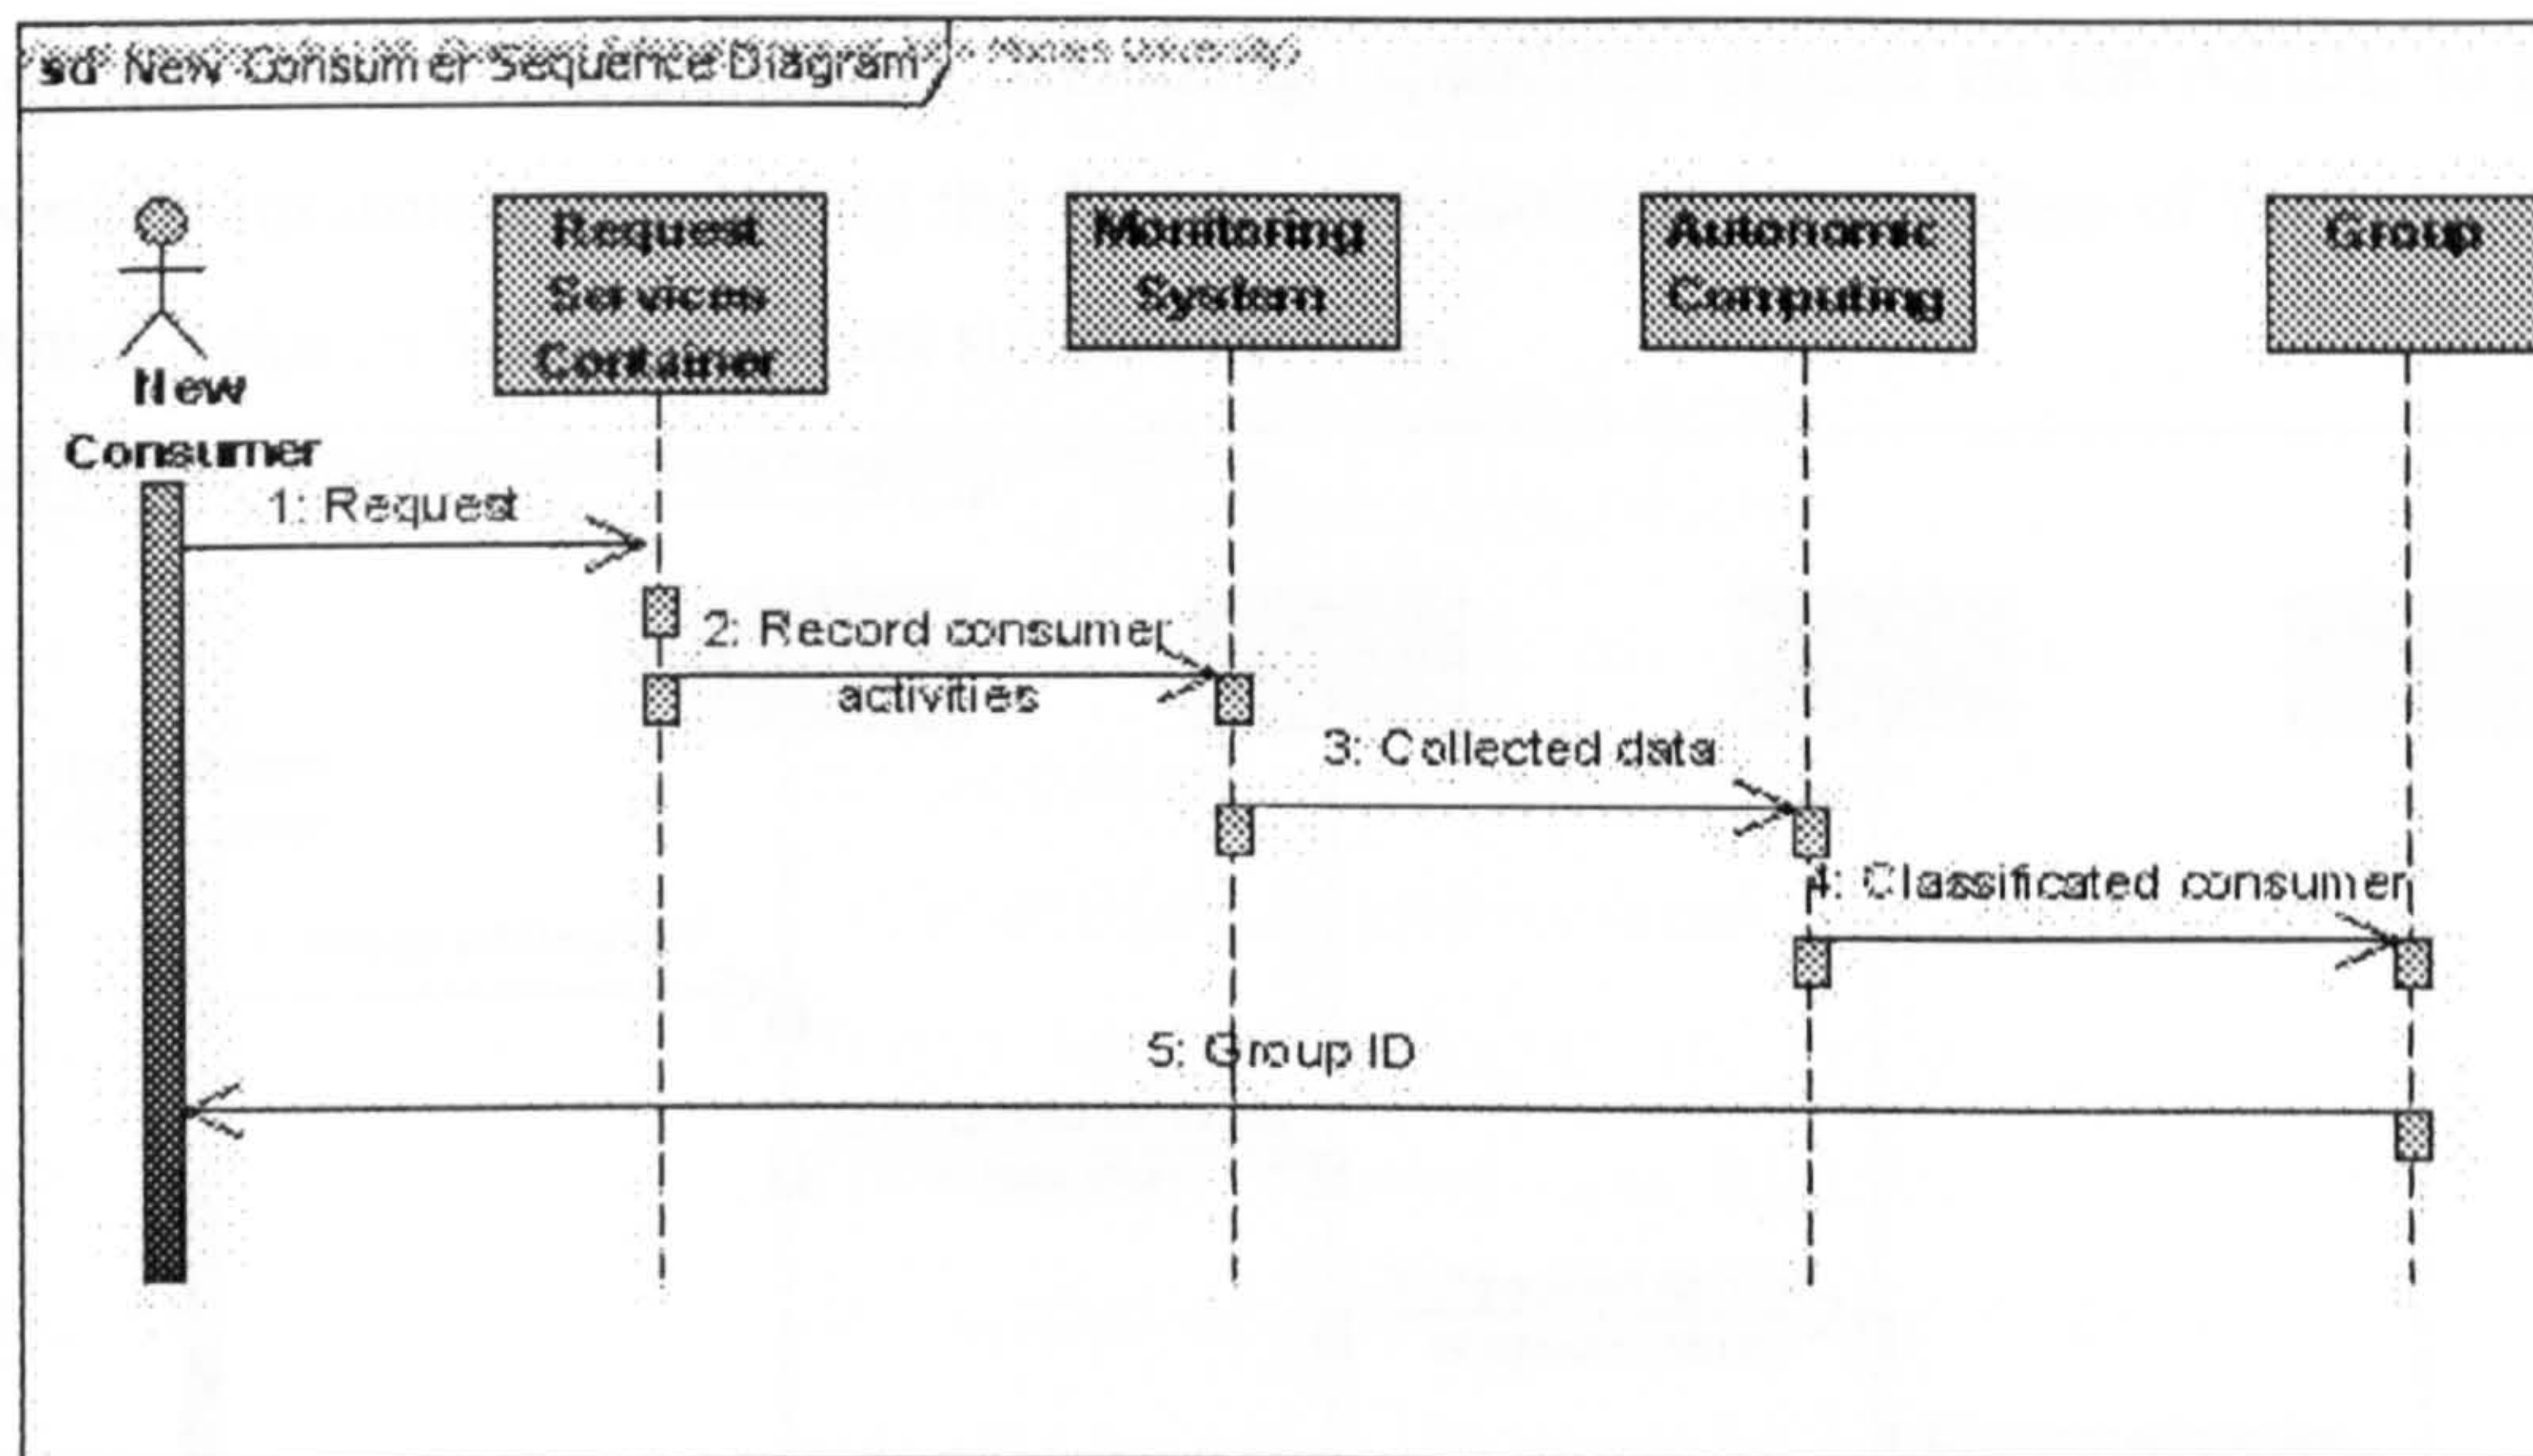 sd New Consumer Sequence Diagram
Request
Services
Container
Monitoring
System
Autonomic
Computing
Group
New
Consumer
1: Request
2: Record consumer
activities
3: Collected data
4: Classificated consumer
5: Group ID